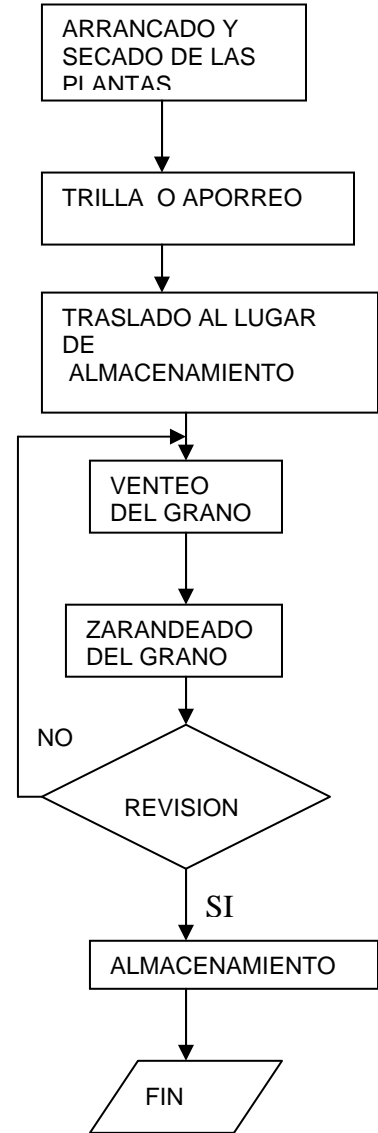 ARRANCADO Y
SECADO DE LAS
PLANTAS
TRILLA O APORREO
TRASLADO AL LUGAR
DE
ALMACENAMIENTO
VENTEO
DEL GRANO
ZARANDEADO
DEL GRANO
NO
REVISION
SI
ALMACENAMIENTO
FIN